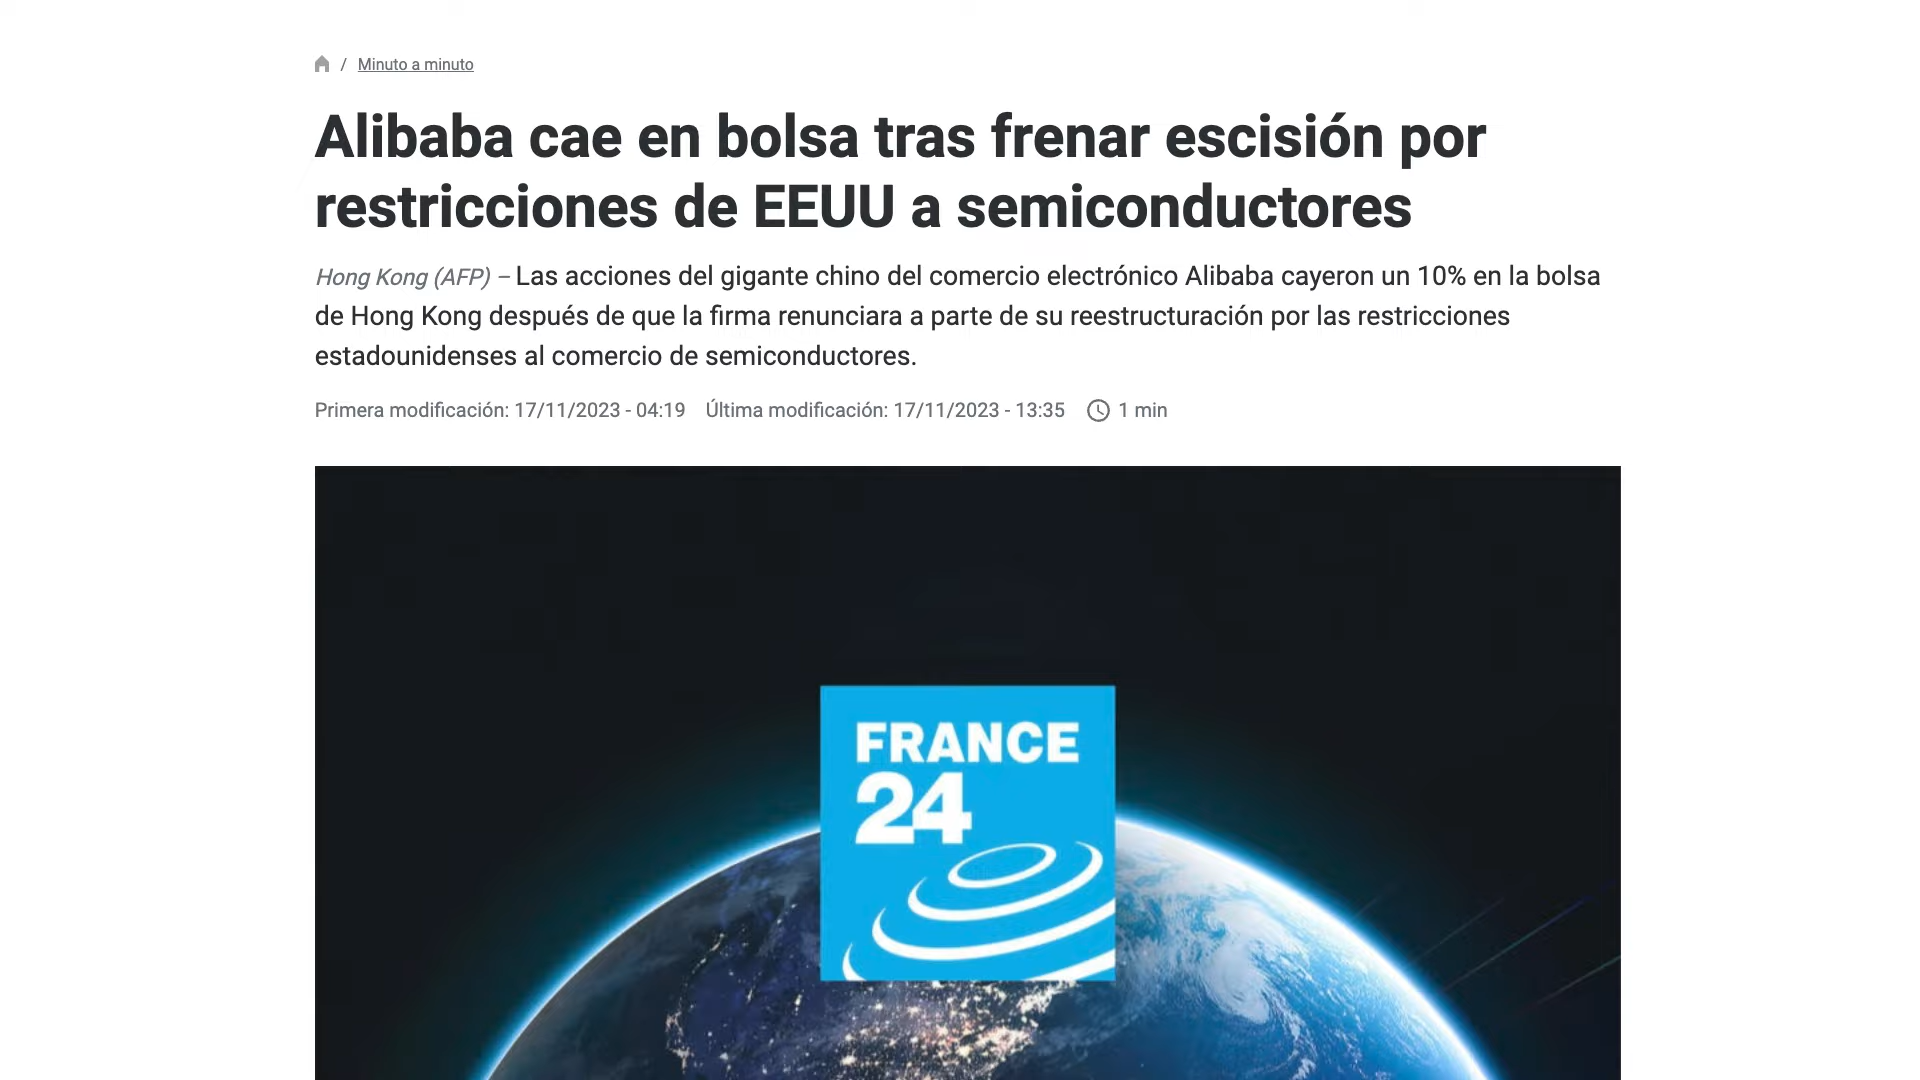 / Minuto a minuto
Alibaba cae en bolsa tras frenar escisión por
restricciones de EEUU a semiconductores
Hong Kong (AFP) – Las acciones del gigante chino del comercio electrónico Alibaba cayeron un 10% en la bolsa
de Hong Kong después de que la firma renunciara a parte de su reestructuración por las restricciones
estadounidenses al comercio de semiconductores.
Primera modificación: 17/11/2023 - 04:19 Última modificación: 17/11/2023 - 13:35 1 min
FRANCE
24